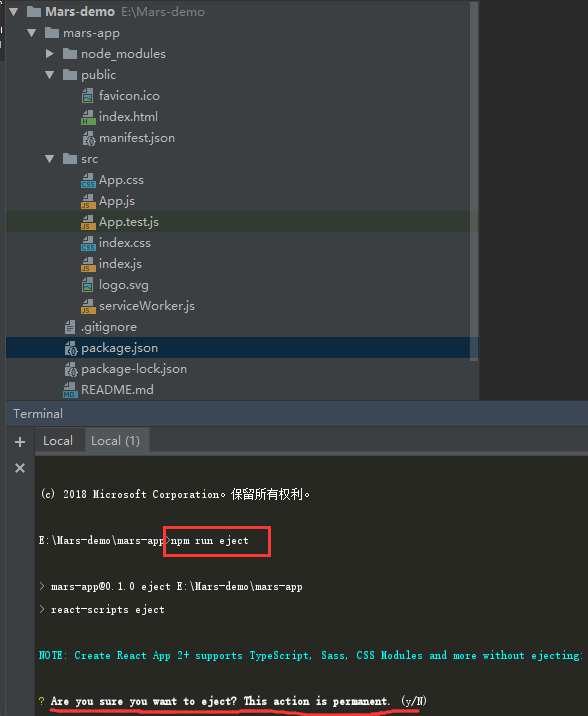 Mars-demo E:\Mars-demo
mars-app
node_modules
public
favicon.ico
index.html
manifest.json
src
App.css
App.js
App.test.js
index.css
index.js
logo.svg
serviceWorker.js
.gitignore
package.json
package-lock.json
README.md
Terminal
Local Local (1)
(c) 2018 Microsoft Corporation。保留所有权利。
E:\Mars-demo\mars-app>npm run eject
> mars-app@0.1.0 eject E:\Mars-demo\mars-app
> react-scripts eject
NOTE: Create React App 2+ supports TypeScript, Sass, CSS Modules and more without ejecting:
? Are you sure you want to eject? This action is permanent. (y/N)